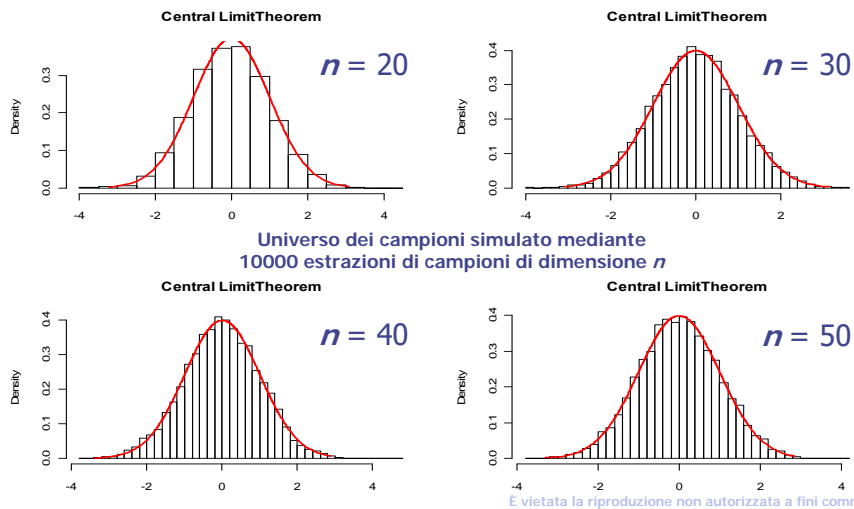 Central LimitTheorem
n = 20
Density
0.0 0.1 0.2 0.3
-4 -2 0 2 4
Central LimitTheorem
n = 30
Density
0.0 0.1 0.2 0.3 0.4
-4 -2 0 2
Universo dei campioni simulato mediante
10000 estrazioni di campioni di dimensione n
Central LimitTheorem
n = 40
Density
0.0 0.1 0.2 0.3 0.4
-4 -2 0 2 4
Central LimitTheorem
n = 50
Density
0.0 0.1 0.2 0.3 0.4
-4 -2 0 2 4
È vietata la riproduzione non autorizzata a fini comm